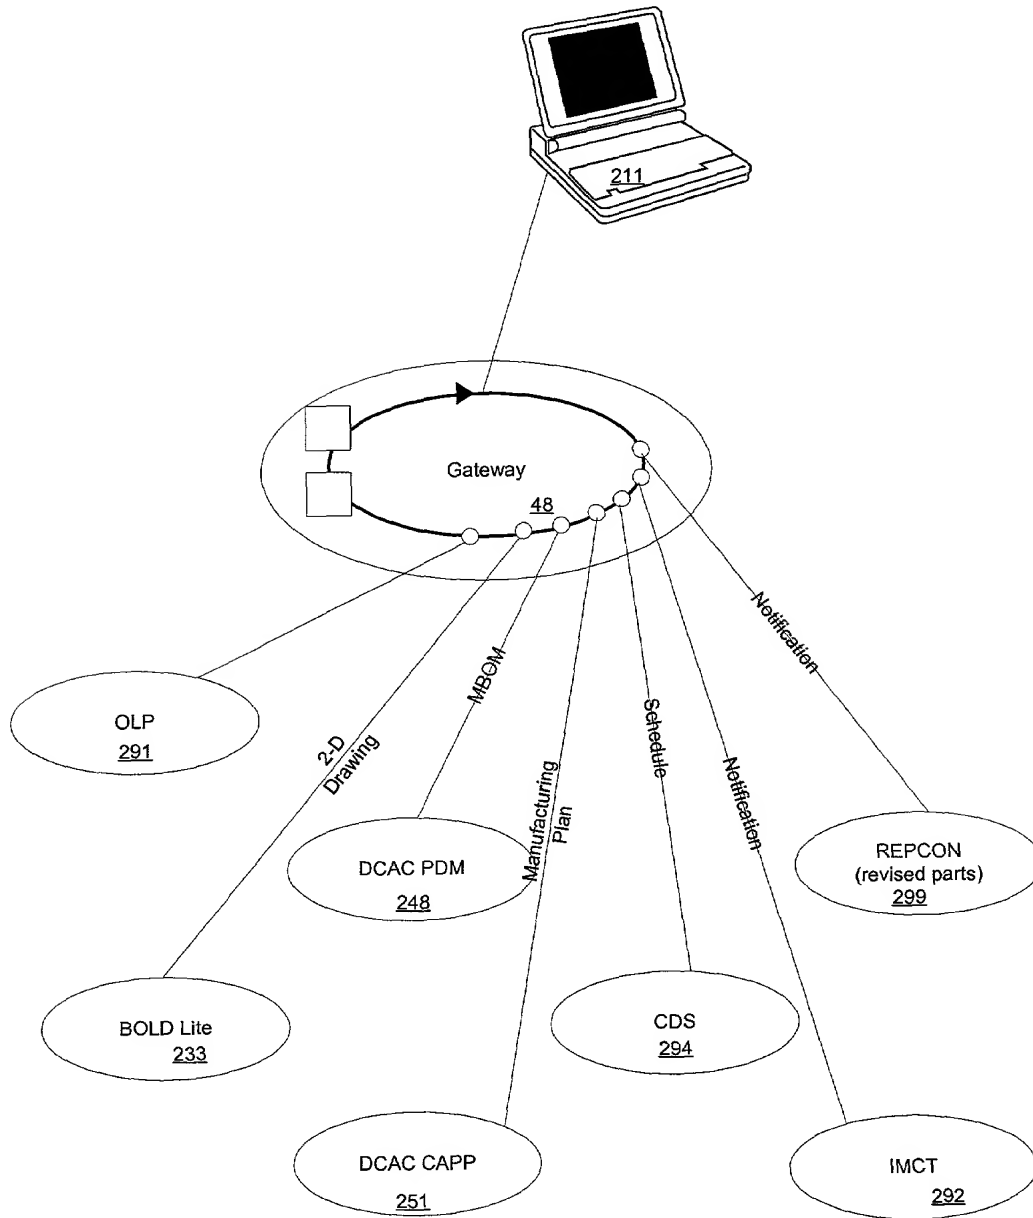 211
Gateway
48
Notification
MBOM
Schedule
2-D
Drawing
OLP
291
Manufacturing
Plan
Notification
DCAC PDM
248
REPCON
(revised parts)
299
BOLD Lite
233
CDS
294
DCAC CAPP
251
IMCT
292